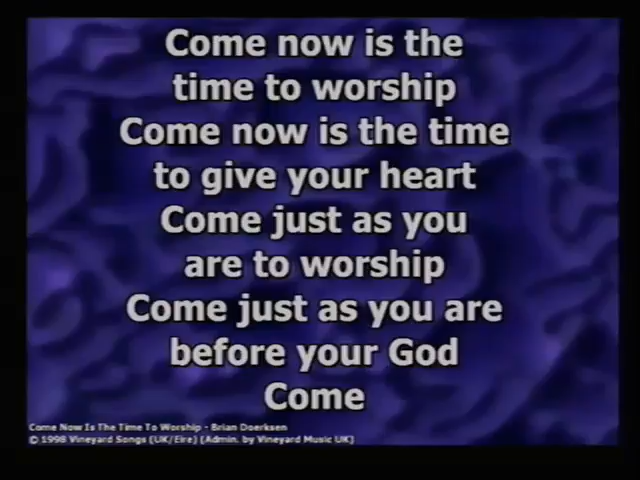 Come now is the
time to worship
Come now is the time
to give your heart
Come just as you
are to worship
Come just as you are
before your God
Come
Come Now Is The Time To Worship - Brian Doerksen
© 1998 Vineyard Songs (UK/Eire) (Admin. by Vineyard Music UK)